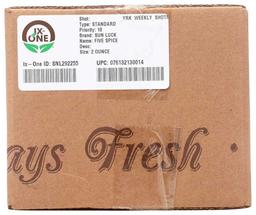 IX-
ONE
Shot: YRK WEEKLY SHOT
Type: STANDARD
Priority: 10
Brand: SUN LUCK
Name: FIVE SPICE
Desc:
Size: 2 OUNCE
Ix - One ID: SNL292255 UPC: 076132130014
ays Fresh